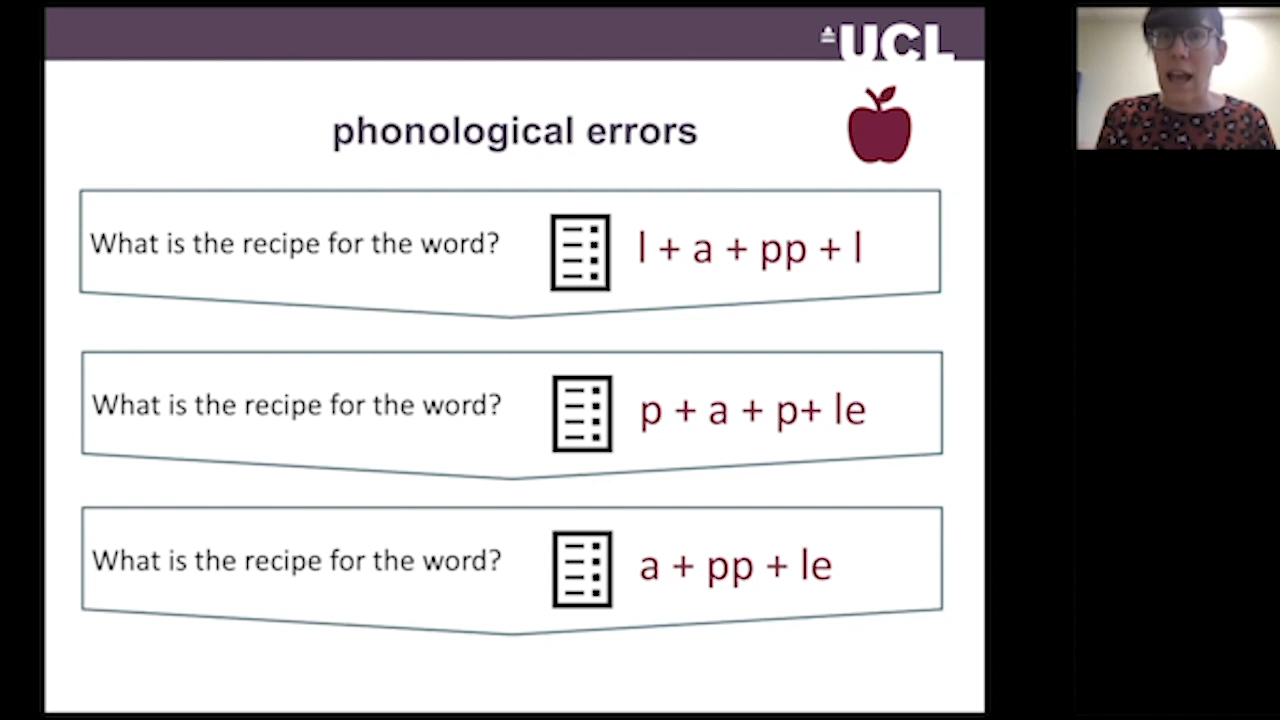 UCL
phonological errors
What is the recipe for the word?
l + a + pp + l
What is the recipe for the word?
p + a + p+ le
What is the recipe for the word?
a + pp + le